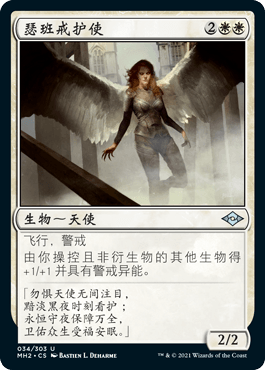 瑟班戒护使 2
生物～天使
飞行，警戒
由你操控且非衍生物的其他生物得
+1/+1 并具有警戒异能。
「勿惧天使无间注目，
黯淡黑夜时刻看护；
永恒守夜保障万全，
卫佑众生受福安眠。」
2/2
034/303 U
MH2 • CS BASTIEN L. DEHARME
™ & © 2021 Wizards of the Coast